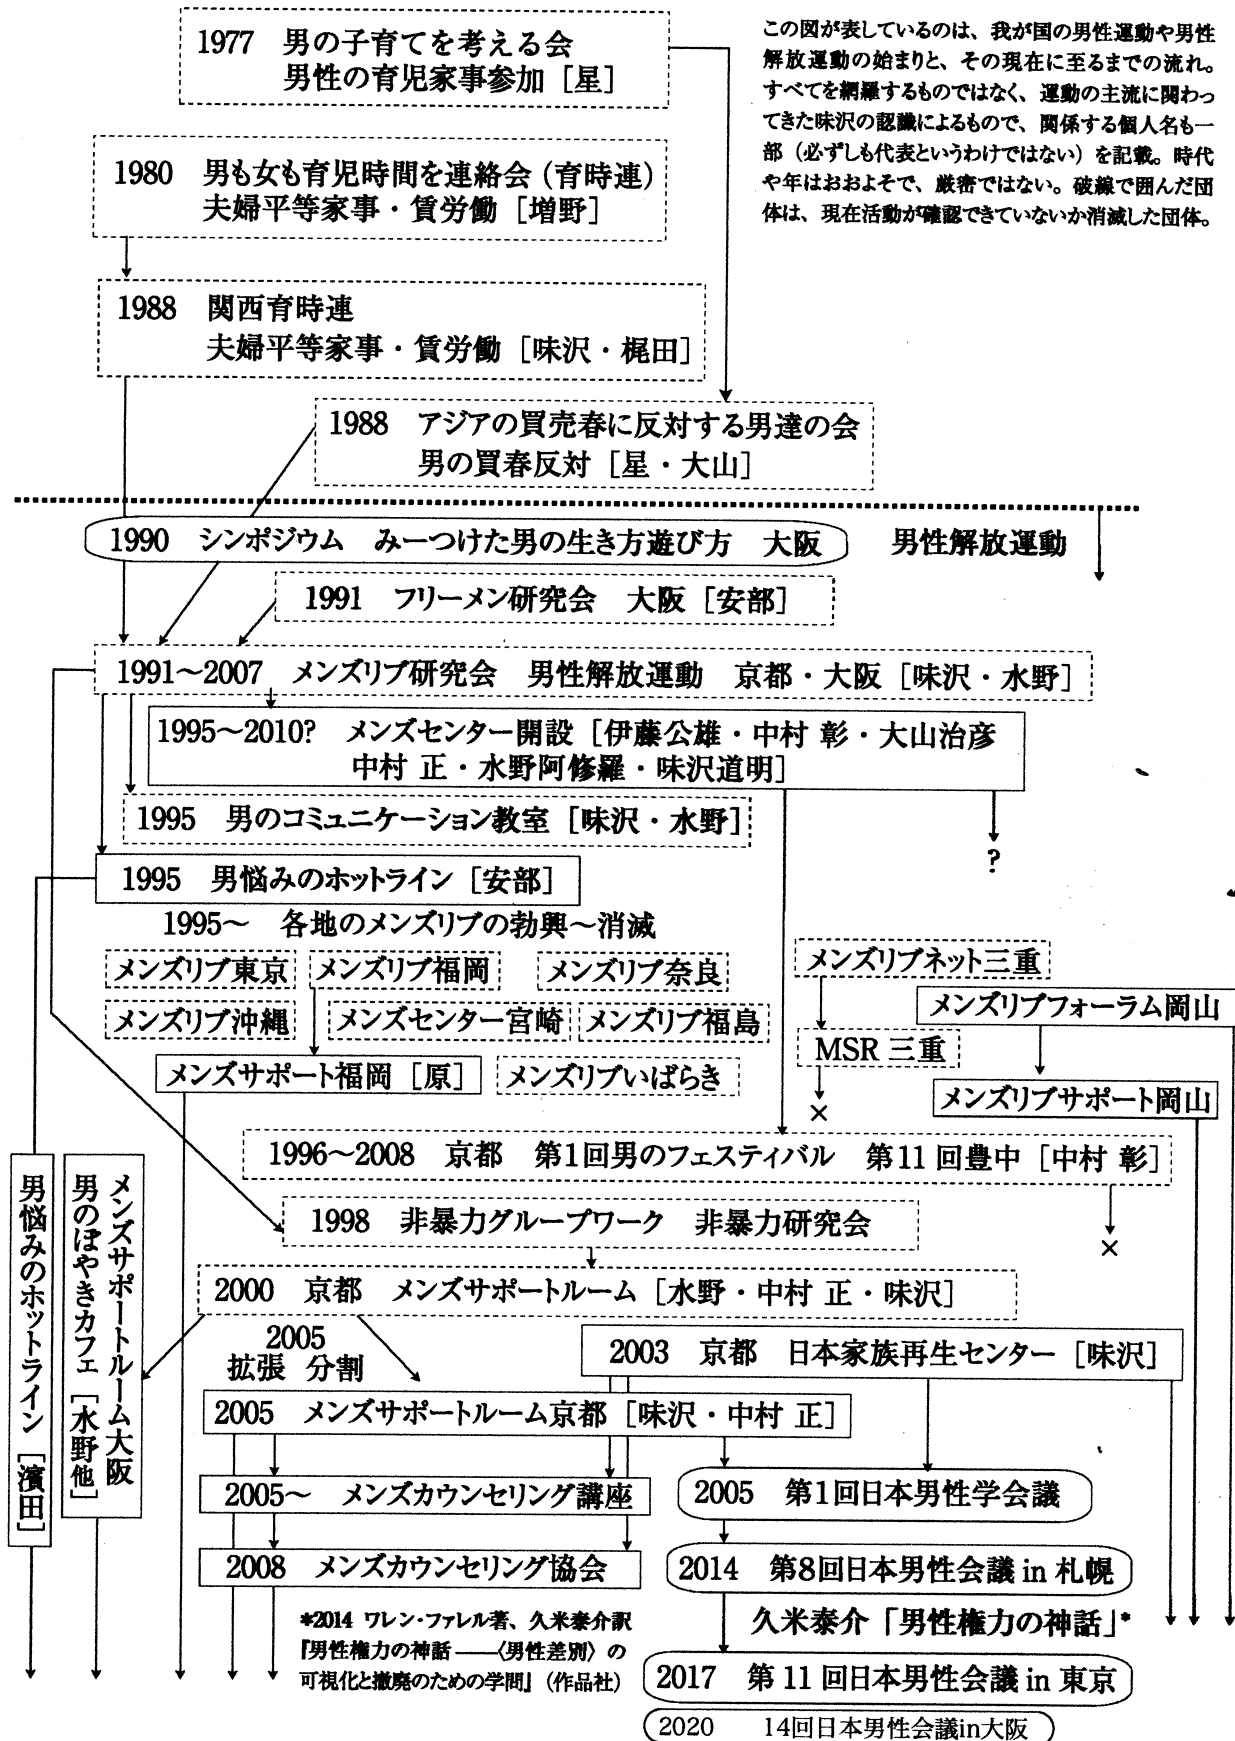 1977　男の子育てを考える会
男性の育児家事参加［星］
この図が表しているのは、我が国の男性運動や男性
解放運動の始まりと、その現在に至るまでの流れ。
すべてを網羅するものではなく、運動の主流に関わっ
てきた味沢の認識によるもので、関係する個人名も一
部（必ずしも代表というわけではない）を記載。時代
や年はおおよそで、厳密ではない。破線で囲んだ団
体は、現在活動が確認できていないか消滅した団体。
1980　男も女も育児時間を連絡会（育時連）
夫婦平等家事・賃労働［増野］
1988　関西育時連
夫婦平等家事・賃労働［味沢・梶田］
1988　アジアの買売春に反対する男達の会
男の買春反対［星・大山］
1990　シンポジウム　みーつけた男の生き方遊び方　大阪
男性解放運動
1991　フリーメン研究会　大阪［安部］
1991～2007　メンズリブ研究会　男性解放運動　京都・大阪［味沢・水野］
1995～2010?　メンズセンター開設［伊藤公雄・中村 彰・大山治彦
中村 正・水野阿修羅・味沢道明］
1995　男のコミュニケーション教室［味沢・水野］
?
1995　男悩みのホットライン［安部］
1995～　各地のメンズリブの勃興～消滅
メンズリブ東京
メンズリブ福岡
メンズリブ奈良
メンズリブネット三重
メンズリブフォーラム岡山
メンズリブ沖縄
メンズセンター宮崎
メンズリブ福島
MSR 三重
メンズサポート福岡［原］
メンズリブいばらき
メンズリブサポート岡山
×
1996～2008　京都　第1回男のフェスティバル　第11回豊中［中村 彰］
×
男悩みのホットライン［濱田］
メンズサポートルーム大阪
男のぼやきカフェ［水野他］
1998　非暴力グループワーク　非暴力研究会
2000　京都　メンズサポートルーム［水野・中村 正・味沢］
2005
拡張 分割
2003　京都　日本家族再生センター［味沢］
2005　メンズサポートルーム京都［味沢・中村 正］
2005～　メンズカウンセリング講座
2005　第1回日本男性学会議
2008　メンズカウンセリング協会
2014　第8回日本男性会議 in 札幌
久米泰介「男性権力の神話」*
*2014 ワレン・ファレル著、久米泰介訳
『男性権力の神話――〈男性差別〉の
可視化と撤廃のための学問』（作品社）
2017　第11回日本男性会議 in 東京
2020　14回日本男性会議in大阪